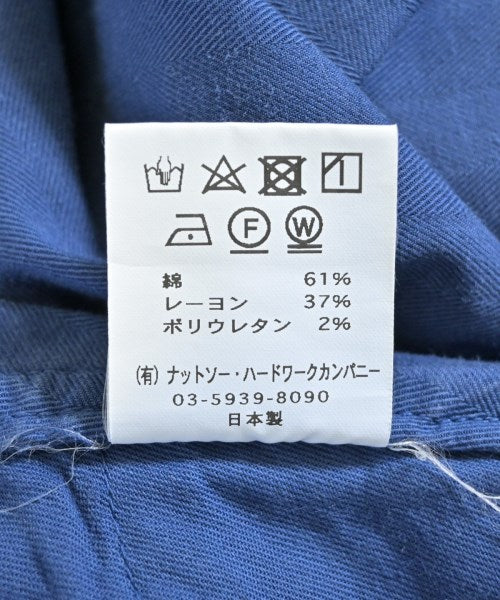 F W
綿 61%
レーヨン 37%
ポリウレタン 2%
(有) ナットソー・ハードワークカンパニー
03-5939-8090
日本製